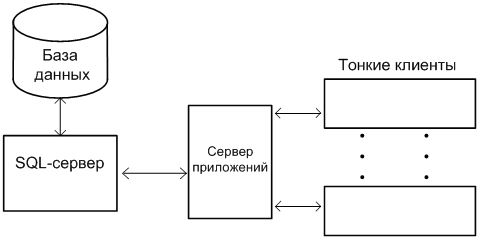 База
данных
Тонкие клиенты
SQL-сервер
Сервер
приложений